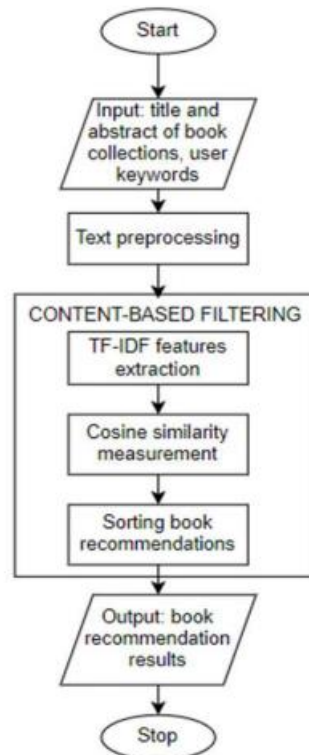 Start
Input: title and
abstract of book
collections, user
keywords
Text preprocessing
CONTENT-BASED FILTERING
TF-IDF features
extraction
Cosine similarity
measurement
Sorting book
recommendations
Output: book
recommendation
results
Stop